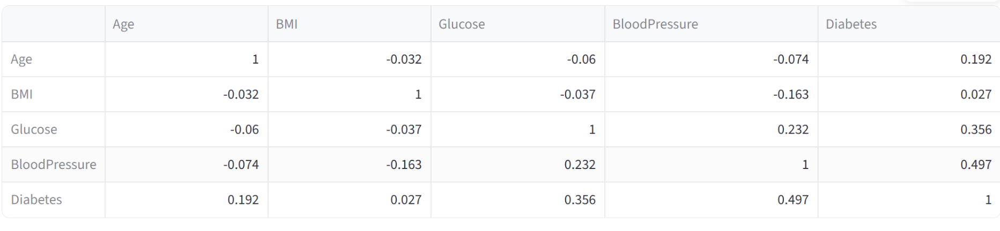 Age BMI Glucose BloodPressure Diabetes
Age 1 -0.032 -0.06 -0.074 0.192
BMI -0.032 1 -0.037 -0.163 0.027
Glucose -0.06 -0.037 1 0.232 0.356
BloodPressure -0.074 -0.163 0.232 1 0.497
Diabetes 0.192 0.027 0.356 0.497 1